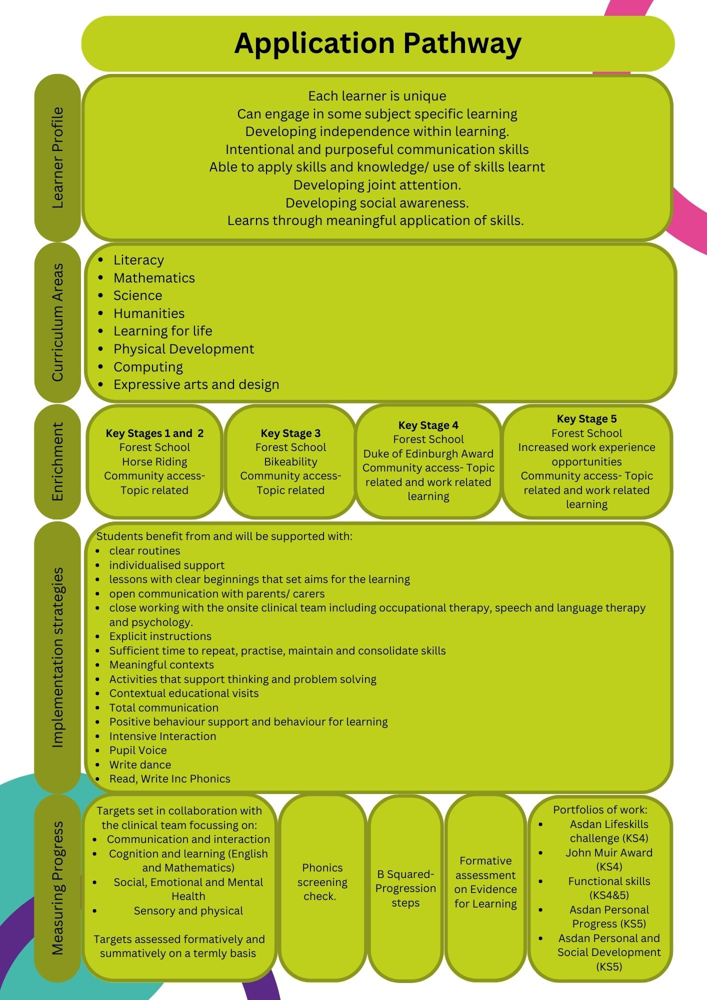 Application Pathway
Learner Profile
Each learner is unique
Can engage in some subject specific learning
Developing independence within learning.
Intentional and purposeful communication skills
Able to apply skills and knowledge/ use of skills learnt
Developing joint attention.
Developing social awareness.
Learns through meaningful application of skills.
Curriculum Areas
• Literacy
• Mathematics
• Science
• Humanities
• Learning for life
• Physical Development
• Computing
• Expressive arts and design
Enrichment
Key Stages 1 and 2
Forest School
Horse Riding
Community access-
Topic related
Key Stage 3
Forest School
Bikeability
Community access-
Topic related
Key Stage 4
Forest School
Duke of Edinburgh Award
Community access- Topic
related and work related
learning
Key Stage 5
Forest School
Increased work experience
opportunities
Community access- Topic
related and work related
learning
Implementation strategies
Students benefit from and will be supported with:
• clear routines
• individualised support
• lessons with clear beginnings that set aims for the learning
• open communication with parents/ carers
• close working with the onsite clinical team including occupational therapy, speech and language therapy
and psychology.
• Explicit instructions
• Sufficient time to repeat, practise, maintain and consolidate skills
• Meaningful contexts
• Activities that support thinking and problem solving
• Contextual educational visits
• Total communication
• Positive behaviour support and behaviour for learning
• Intensive Interaction
• Pupil Voice
• Write dance
• Read, Write Inc Phonics
Measuring Progress
Targets set in collaboration with
the clinical team focussing on:
• Communication and interaction
• Cognition and learning (English
and Mathematics)
• Social, Emotional and Mental
Health
• Sensory and physical
Targets assessed formatively and
summatively on a termly basis
Phonics
screening
check.
B Squared-
Progression
steps
Formative
assessment
on Evidence
for Learning
Portfolios of work:
• Asdan Lifeskills
challenge (KS4)
• John Muir Award
(KS4)
• Functional skills
(KS4&5)
• Asdan Personal
Progress (KS5)
• Asdan Personal and
Social Development
(KS5)